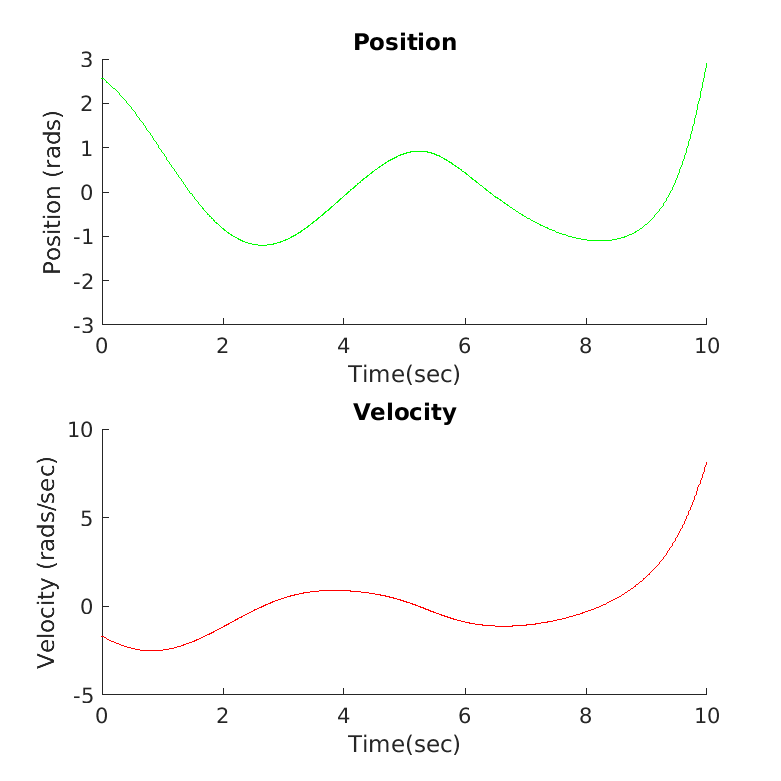 Position
3
2
1
0
-1
-2
-3
Position (rads)
0 2 4 6 8 10
Time(sec)
Velocity
10
5
0
-5
Velocity (rads/sec)
0 2 4 6 8 10
Time(sec)